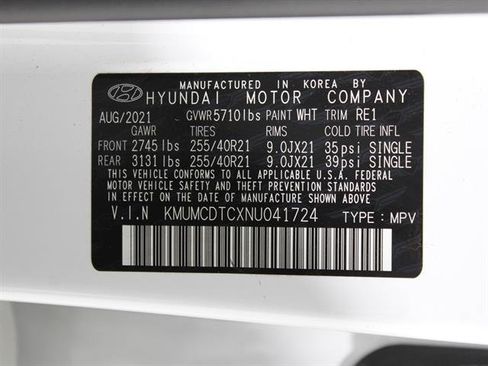 MANUFACTURED IN KOREA BY
HYUNDAI MOTOR COMPANY
AUG/2021 GVWR 5710lbs PAINT WHT TRIM RE1
GAWR TIRES RIMS COLD TIRE INFL
FRONT 2745lbs 255/40R21 9.0JX21 35psi SINGLE
REAR 3131lbs 255/40R21 9.0JX21 39psi SINGLE
THIS VEHICLE CONFORMS TO ALL APPLICABLE U.S.A. FEDERAL
MOTOR VEHICLE SAFETY, BUMPER, AND THEFT PREVENTION
STANDARDS IN EFFECT ON THE DATE OF MANUFACTURE SHOWN ABOVE.
V.I.N KMUMCDTCXNU041724 TYPE : MPV